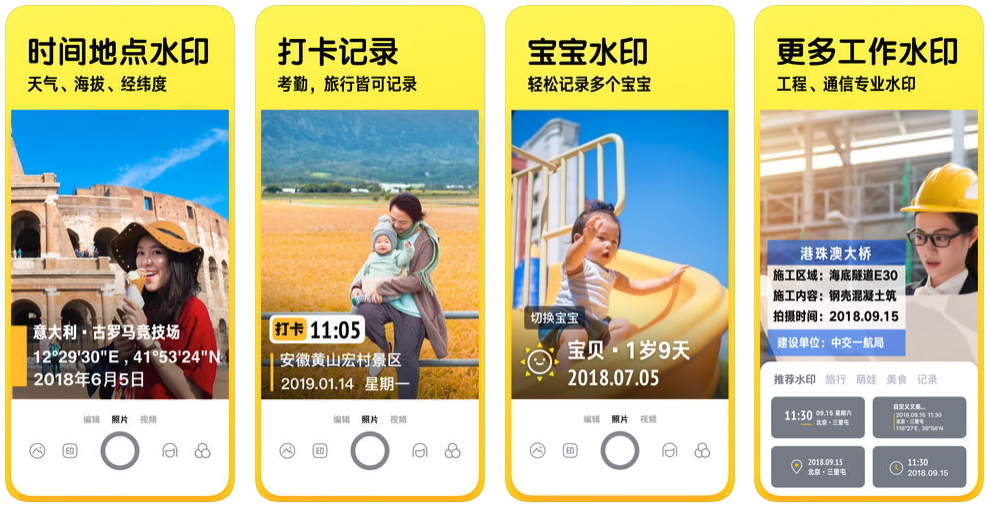 时间地点水印
天气、海拔、经纬度
意大利·古罗马竞技场
12°29'30"E , 41°53'24"N
2018年6月5日
编辑 照片 视频
印
打卡记录
考勤，旅行皆可记录
打卡 11:05
安徽黄山宏村景区
2019.01.14 星期一
编辑 照片 视频
印
宝宝水印
轻松记录多个宝宝
切换宝宝
宝贝·1岁9天
2018.07.05
编辑 照片 视频
印
更多工作水印
工程、通信专业水印
港珠澳大桥
施工区域：海底隧道E30
施工内容：钢壳混凝土筑
拍摄时间：2018.09.15
建设单位：中交一航局
推荐水印 旅行 萌娃 美食 记录
11:30 09.15 星期六
北京·三里屯
自定义文案...
2018.09.15 11:30
北京·三里屯
116°27'E , 39°56'N
2018.09.15
北京·三里屯
11:30
2018.09.15